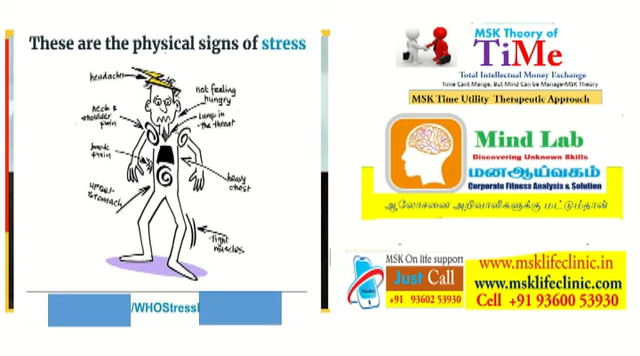 These are the physical signs of stress
headaches
not feeling hungry
neck & shoulder pain
lump in the throat
back pain
heavy chest
upset stomach
tight muscles
/WHOStress
MSK Theory of
TiMe
Total Intellectual Money Exchange
Time Cant Mange, But Mind Can be Manage-MSK Theory
MSK Time Utility Therapeutic Approach
Mind Lab
Discovering Unknown Skills
மனஆய்வகம்
Corporate Fitness Analysis & Solution
ஆலோசனை அறிவாளிகளுக்கு மட்டும்தான்
MSK On life support
Just Call
+91 93602 53930
www.msklifeclinic.in
www.msklifeclinic.com
Cell +91 93600 53930